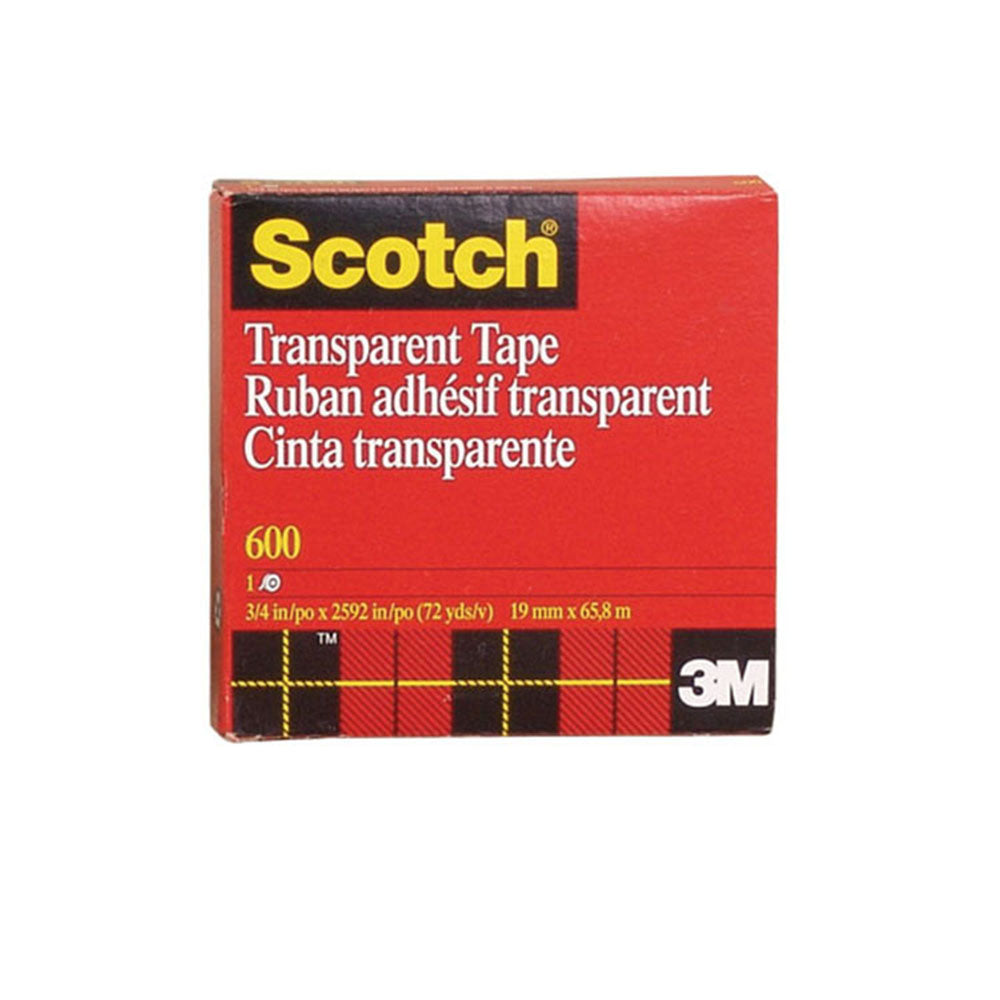 Scotch®
Transparent Tape
Ruban adhésif transparent
Cinta transparente
600
1
3/4 in/po x 2592 in/po (72 yds/v) 19 mm x 65,8 m
TM
3M